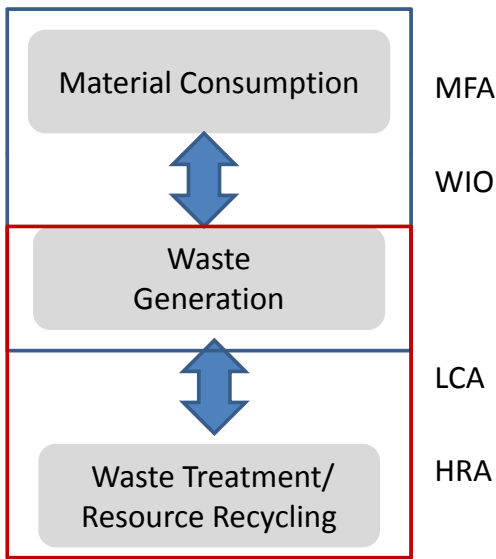 Material Consumption
MFA
WIO
Waste
Generation
LCA
Waste Treatment/
Resource Recycling
HRA